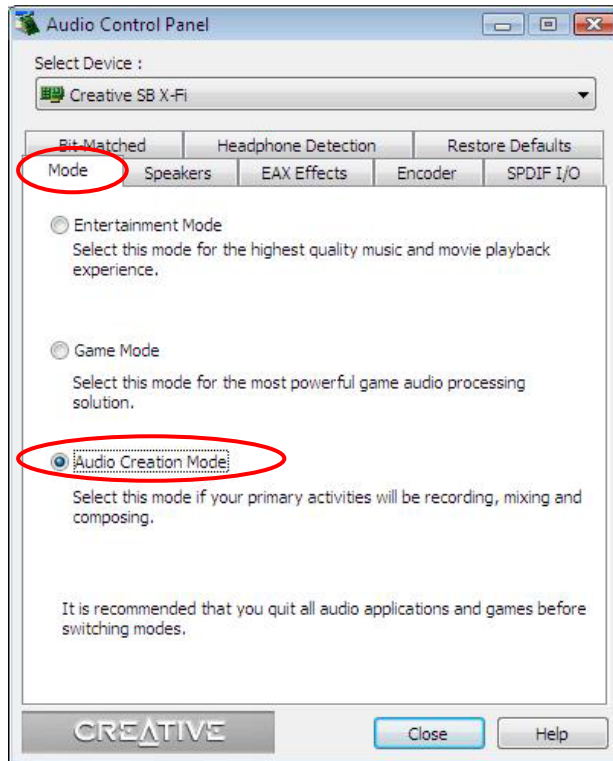 Audio Control Panel
Select Device :
Creative SB X-Fi
Bit-Matched Headphone Detection Restore Defaults
Mode Speakers EAX Effects Encoder SPDIF I/O
Entertainment Mode
Select this mode for the highest quality music and movie playback
experience.
Game Mode
Select this mode for the most powerful game audio processing
solution.
Audio Creation Mode
Select this mode if your primary activities will be recording, mixing and
composing.
It is recommended that you quit all audio applications and games before
switching modes.
CREATIVE Close Help